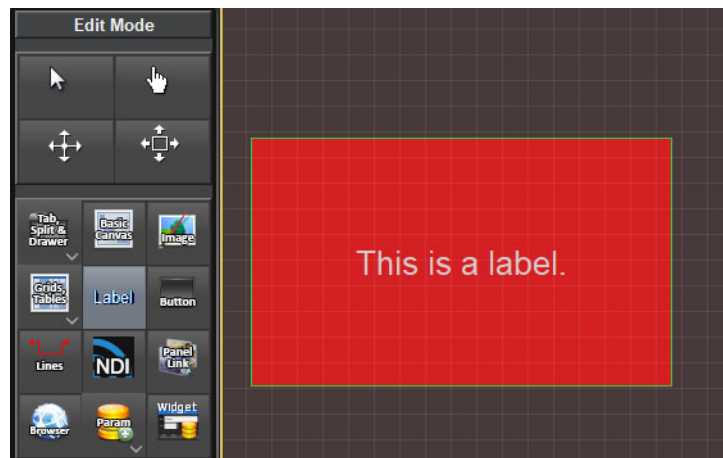 Edit Mode
Tab,
Split &
Drawer
Basic
Canvas
Image
Grids,
Tables
Label
Button
Lines
NDI
Panel
Link
Browser
Param
Widget
This is a label.